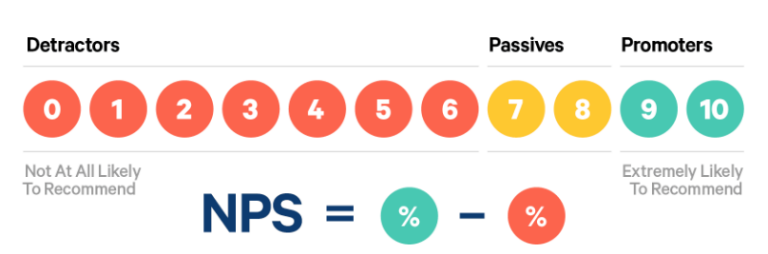 Detractors Passives Promoters
0 1 2 3 4 5 6 7 8 9 10
Not At All Likely
To Recommend
Extremely Likely
To Recommend
NPS = % – %